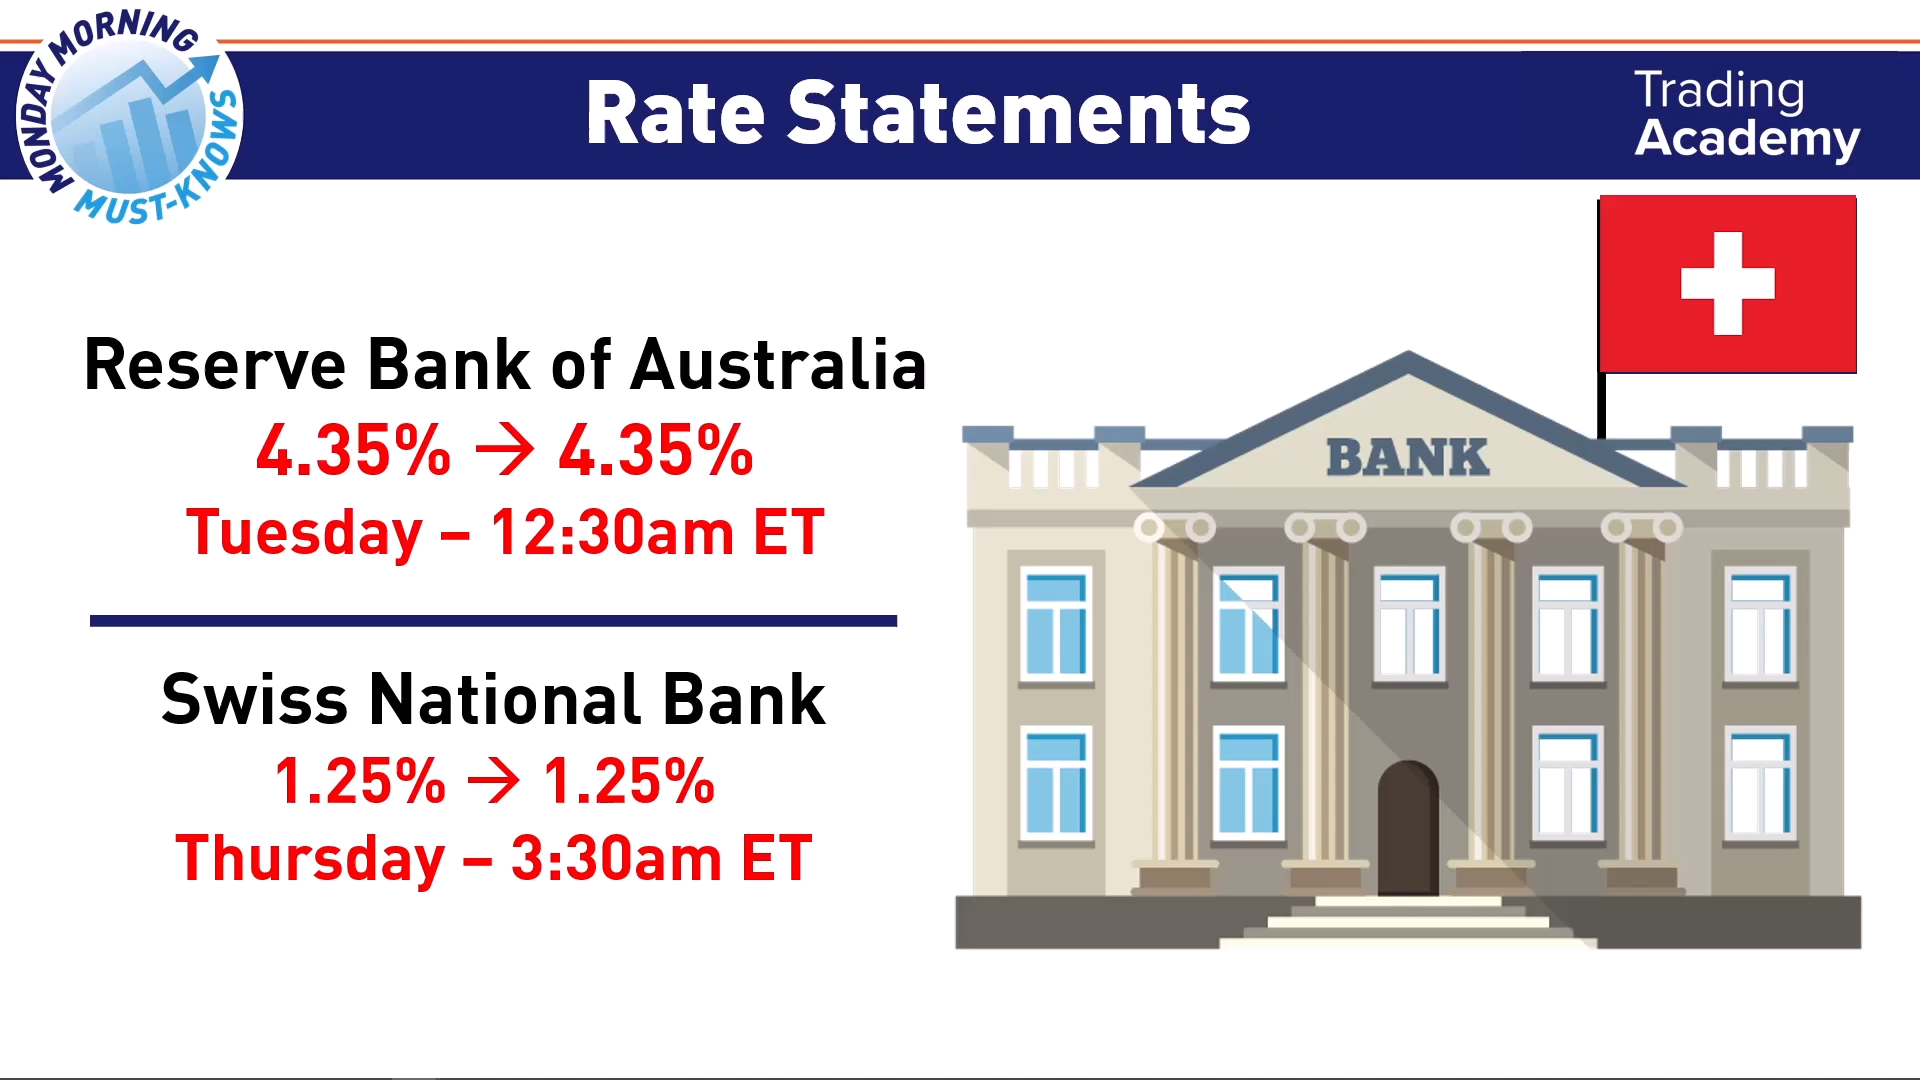 MONDAY MORNING
MUST-KNOWS
Rate Statements
Trading
Academy
Reserve Bank of Australia
4.35% → 4.35%
Tuesday – 12:30am ET
Swiss National Bank
1.25% → 1.25%
Thursday – 3:30am ET
BANK